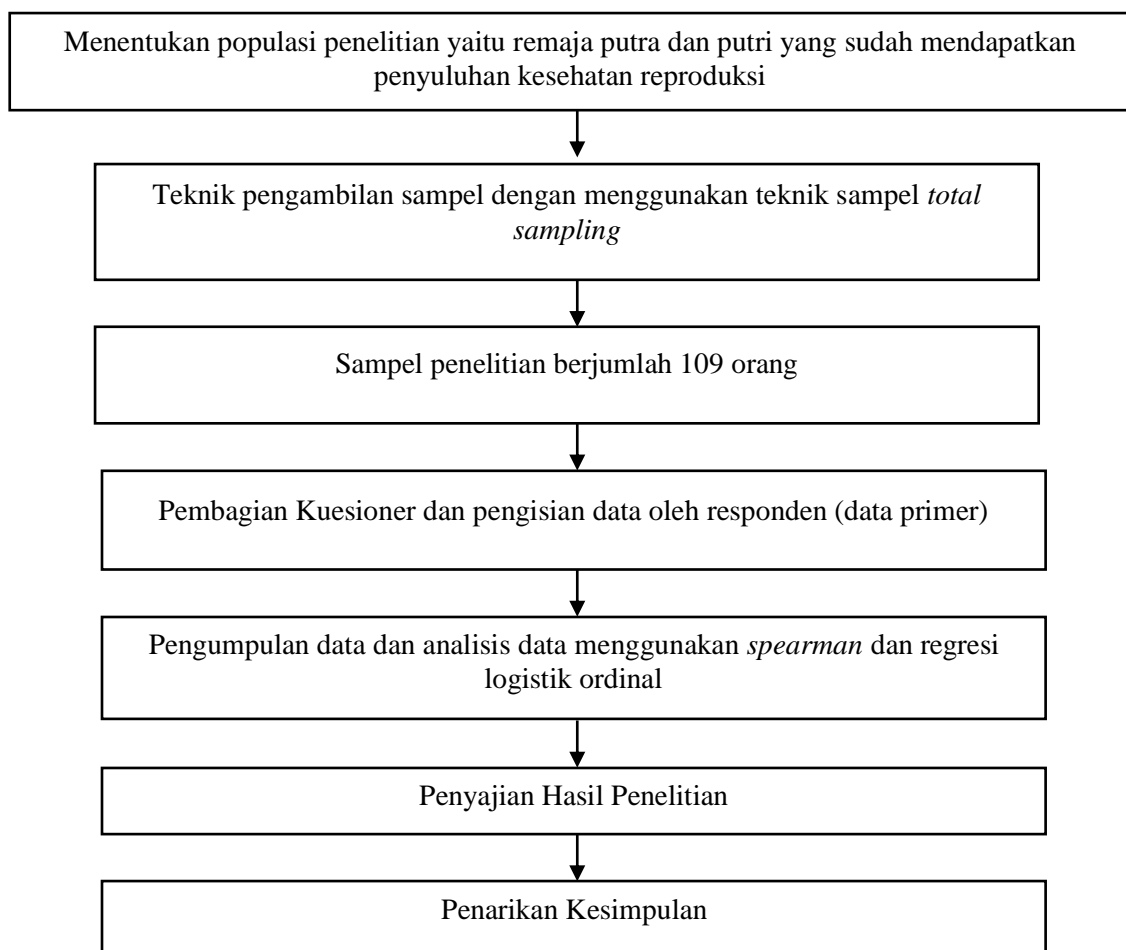 Menentukan populasi penelitian yaitu remaja putra dan putri yang sudah mendapatkan
penyuluhan kesehatan reproduksi
Teknik pengambilan sampel dengan menggunakan teknik sampel total
sampling
Sampel penelitian berjumlah 109 orang
Pembagian Kuesioner dan pengisian data oleh responden (data primer)
Pengumpulan data dan analisis data menggunakan spearman dan regresi
logistik ordinal
Penyajian Hasil Penelitian
Penarikan Kesimpulan